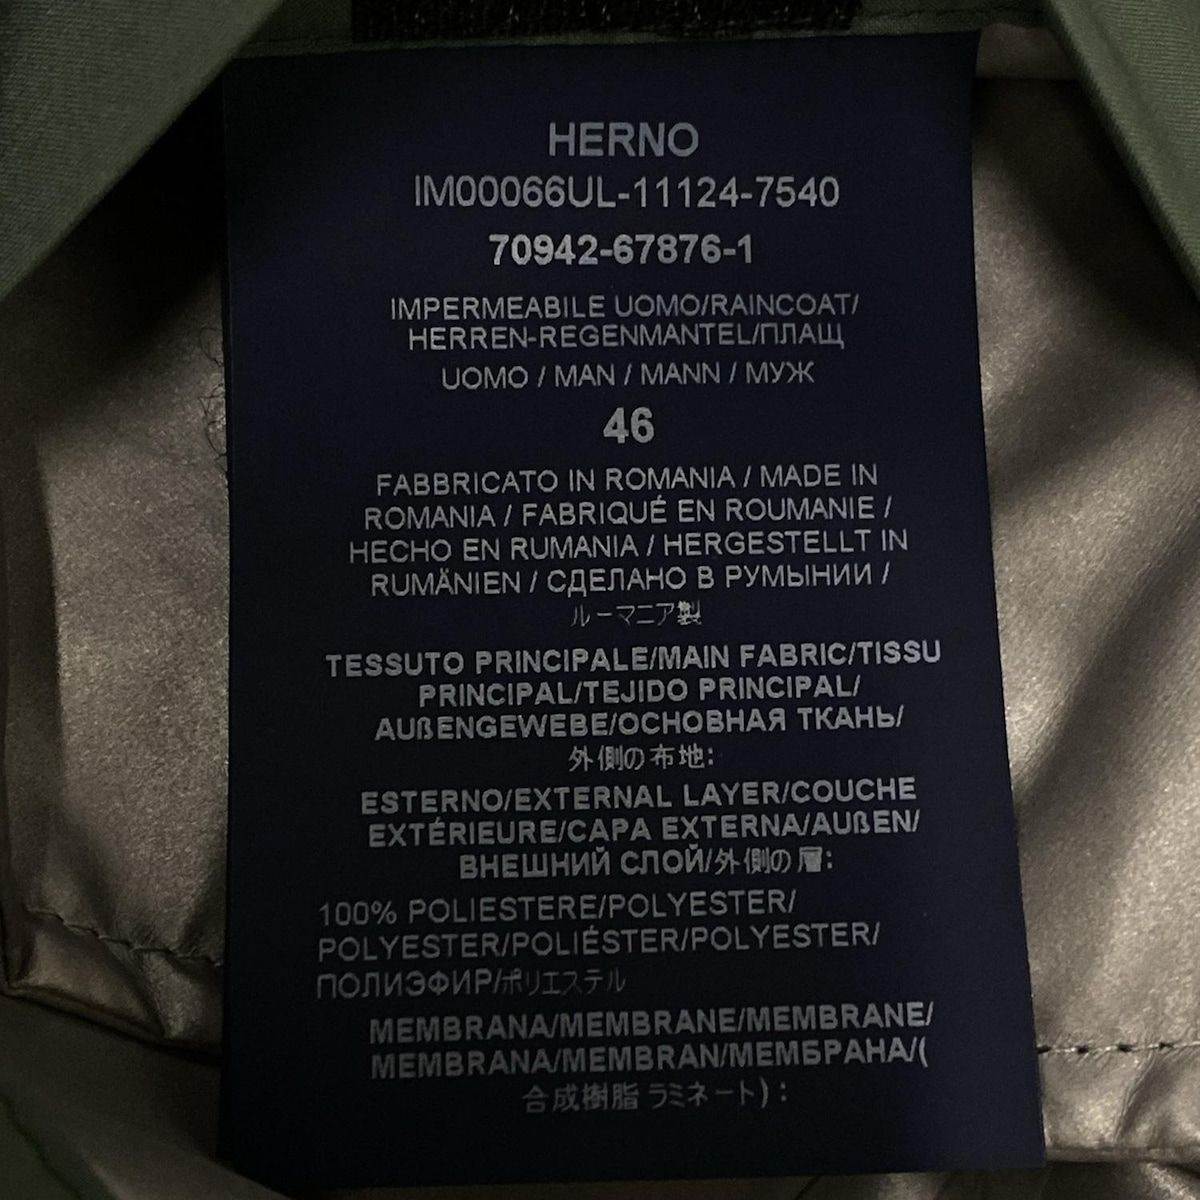 HERNO
IM00066UL-11124-7540
70942-67876-1
IMPERMEABILE UOMO/RAINCOAT/
HERREN-REGENMANTEL/ПЛАЩ
UOMO / MAN / MANN / МУЖ
46
FABBRICATO IN ROMANIA / MADE IN
ROMANIA / FABRIQUÉ EN ROUMANIE /
HECHO EN RUMANIA / HERGESTELLT IN
RUMÄNIEN / СДЕЛАНО В РУМЫНИИ /
ルーマニア製
TESSUTO PRINCIPALE/MAIN FABRIC/TISSU
PRINCIPAL/TEJIDO PRINCIPAL/
AUßENGEWEBE/ОСНОВНАЯ ТКАНЬ/
外側の布地:
ESTERNO/EXTERNAL LAYER/COUCHE
EXTÉRIEURE/CAPA EXTERNA/AUßEN/
ВНЕШНИЙ СЛОЙ/外側の層:
100% POLIESTERE/POLYESTER/
POLYESTER/POLIÉSTER/POLYESTER/
ПОЛИЭФИР/ポリエステル
MEMBRANA/MEMBRANE/MEMBRANE/
MEMBRANA/MEMBRAN/МЕМБРАНА/(
合成樹脂 ラミネート):